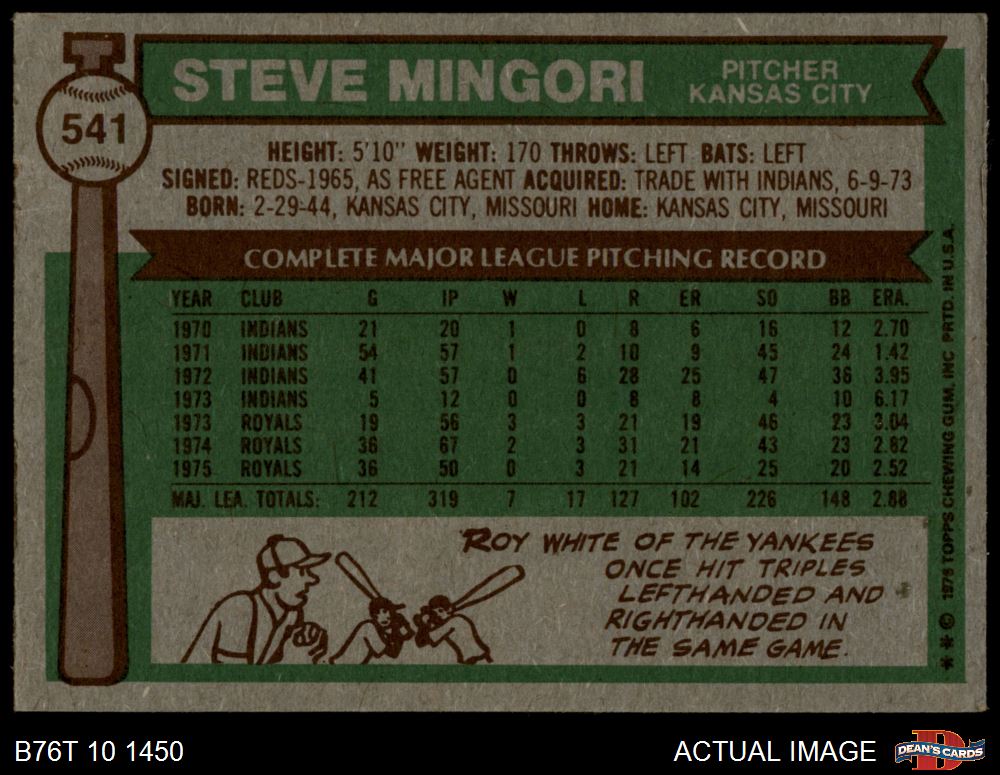 541
STEVE MINGORI
PITCHER
KANSAS CITY
HEIGHT: 5'10" WEIGHT: 170 THROWS: LEFT BATS: LEFT
SIGNED: REDS-1965, AS FREE AGENT ACQUIRED: TRADE WITH INDIANS, 6-9-73
BORN: 2-29-44, KANSAS CITY, MISSOURI HOME: KANSAS CITY, MISSOURI
COMPLETE MAJOR LEAGUE PITCHING RECORD
YEAR CLUB G IP W L R ER SO BB ERA.
1970 INDIANS 21 20 1 0 8 6 16 12 2.70
1971 INDIANS 54 57 1 2 10 9 45 24 1.42
1972 INDIANS 41 57 0 6 28 25 47 36 3.95
1973 INDIANS 5 12 0 0 8 8 4 10 6.17
1973 ROYALS 19 56 3 3 21 19 46 23 3.04
1974 ROYALS 36 67 2 3 31 21 43 23 2.82
1975 ROYALS 36 50 0 3 21 14 25 20 2.52
MAJ. LEA. TOTALS: 212 319 7 17 127 102 226 148 2.88
ROY WHITE OF THE YANKEES
ONCE HIT TRIPLES
LEFTHANDED AND
RIGHTHANDED IN
THE SAME GAME.
* * © 1976 TOPPS CHEWING GUM, INC PRTD. IN U.S.A.
B76T 10 1450
ACTUAL IMAGE
D
DEAN'S CARDS